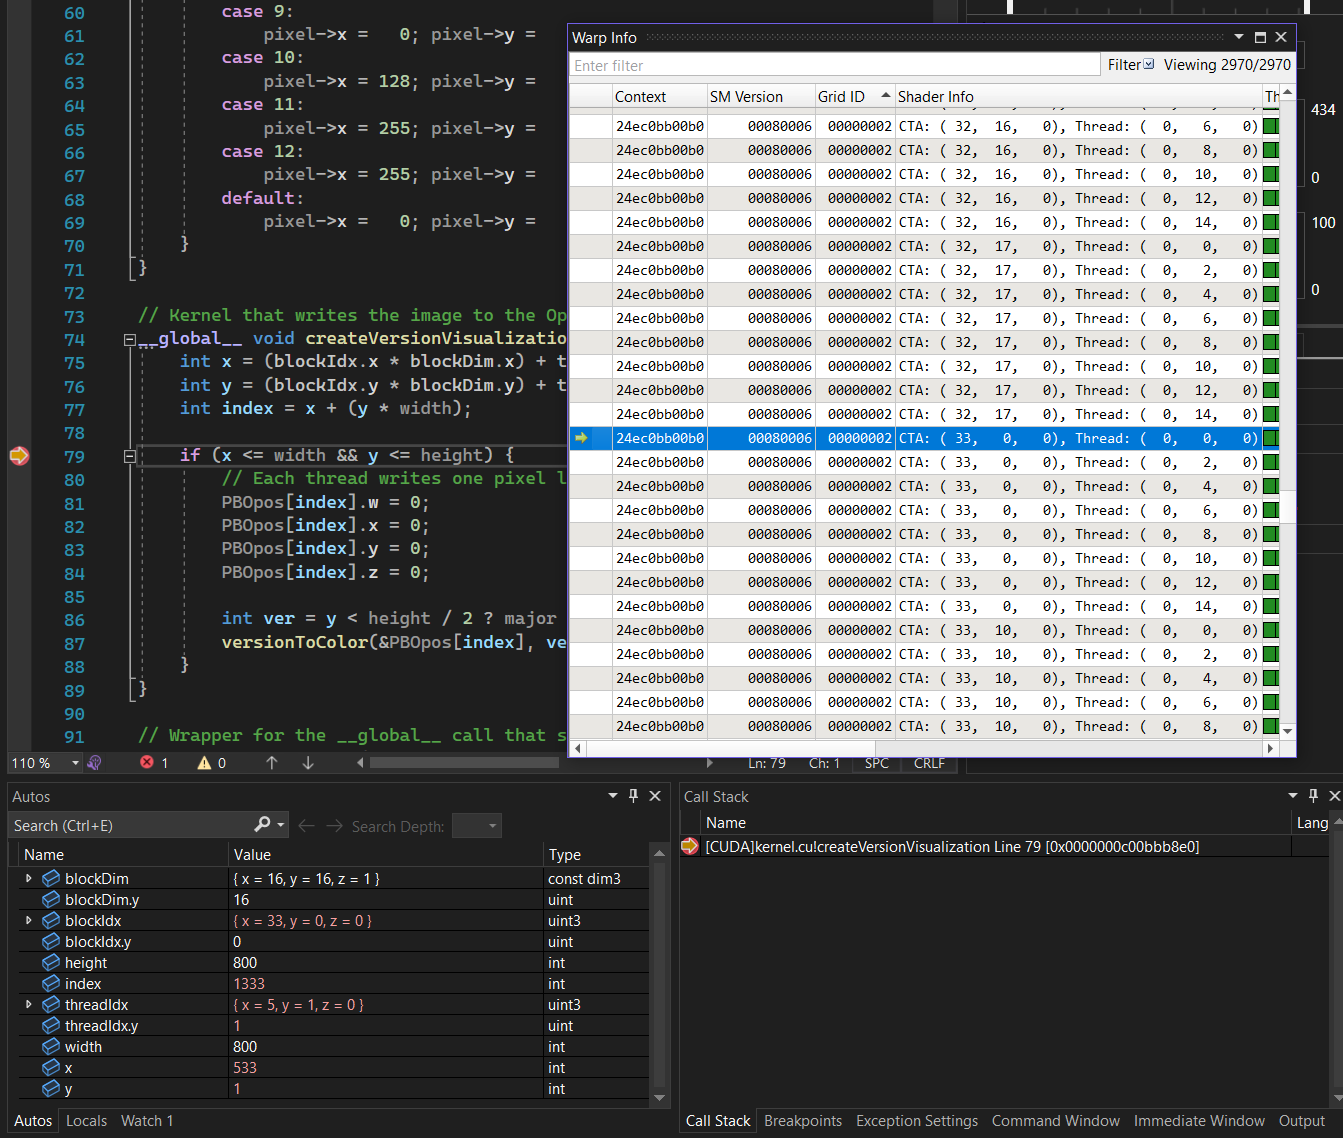 60 case 9:
61 pixel->x =   0; pixel->y =
62 case 10:
63 pixel->x = 128; pixel->y =
64 case 11:
65 pixel->x = 255; pixel->y =
66 case 12:
67 pixel->x = 255; pixel->y =
68 default:
69 pixel->x =   0; pixel->y =
70 }
71 }
72
73 // Kernel that writes the image to the Op
74 __global__ void createVersionVisualizatio
75 int x = (blockIdx.x * blockDim.x) + t
76 int y = (blockIdx.y * blockDim.y) + t
77 int index = x + (y * width);
78
79 if (x <= width && y <= height) {
80 // Each thread writes one pixel l
81 PBOpos[index].w = 0;
82 PBOpos[index].x = 0;
83 PBOpos[index].y = 0;
84 PBOpos[index].z = 0;
85
86 int ver = y < height / 2 ? major
87 versionToColor(&PBOpos[index], ve
88 }
89 }
90
91 // Wrapper for the __global__ call that s
110 % 1 0 Ln: 79 Ch: 1 SPC CRLF
Warp Info
Enter filter Filter Viewing 2970/2970
Context SM Version Grid ID Shader Info Th
24ec0bb00b0 00080006 00000002 CTA: ( 32,  16,   0), Thread: (  0,   6,   0)
24ec0bb00b0 00080006 00000002 CTA: ( 32,  16,   0), Thread: (  0,   8,   0)
24ec0bb00b0 00080006 00000002 CTA: ( 32,  16,   0), Thread: (  0,  10,   0)
24ec0bb00b0 00080006 00000002 CTA: ( 32,  16,   0), Thread: (  0,  12,   0)
24ec0bb00b0 00080006 00000002 CTA: ( 32,  16,   0), Thread: (  0,  14,   0)
24ec0bb00b0 00080006 00000002 CTA: ( 32,  17,   0), Thread: (  0,   0,   0)
24ec0bb00b0 00080006 00000002 CTA: ( 32,  17,   0), Thread: (  0,   2,   0)
24ec0bb00b0 00080006 00000002 CTA: ( 32,  17,   0), Thread: (  0,   4,   0)
24ec0bb00b0 00080006 00000002 CTA: ( 32,  17,   0), Thread: (  0,   6,   0)
24ec0bb00b0 00080006 00000002 CTA: ( 32,  17,   0), Thread: (  0,   8,   0)
24ec0bb00b0 00080006 00000002 CTA: ( 32,  17,   0), Thread: (  0,  10,   0)
24ec0bb00b0 00080006 00000002 CTA: ( 32,  17,   0), Thread: (  0,  12,   0)
24ec0bb00b0 00080006 00000002 CTA: ( 32,  17,   0), Thread: (  0,  14,   0)
24ec0bb00b0 00080006 00000002 CTA: ( 33,   0,   0), Thread: (  0,   0,   0)
24ec0bb00b0 00080006 00000002 CTA: ( 33,   0,   0), Thread: (  0,   2,   0)
24ec0bb00b0 00080006 00000002 CTA: ( 33,   0,   0), Thread: (  0,   4,   0)
24ec0bb00b0 00080006 00000002 CTA: ( 33,   0,   0), Thread: (  0,   6,   0)
24ec0bb00b0 00080006 00000002 CTA: ( 33,   0,   0), Thread: (  0,   8,   0)
24ec0bb00b0 00080006 00000002 CTA: ( 33,   0,   0), Thread: (  0,  10,   0)
24ec0bb00b0 00080006 00000002 CTA: ( 33,   0,   0), Thread: (  0,  12,   0)
24ec0bb00b0 00080006 00000002 CTA: ( 33,   0,   0), Thread: (  0,  14,   0)
24ec0bb00b0 00080006 00000002 CTA: ( 33,  10,   0), Thread: (  0,   0,   0)
24ec0bb00b0 00080006 00000002 CTA: ( 33,  10,   0), Thread: (  0,   2,   0)
24ec0bb00b0 00080006 00000002 CTA: ( 33,  10,   0), Thread: (  0,   4,   0)
24ec0bb00b0 00080006 00000002 CTA: ( 33,  10,   0), Thread: (  0,   6,   0)
24ec0bb00b0 00080006 00000002 CTA: ( 33,  10,   0), Thread: (  0,   8,   0)
434
0
100
0
Autos
Search (Ctrl+E) Search Depth:
Name Value Type
blockDim { x = 16, y = 16, z = 1 } const dim3
blockDim.y 16 uint
blockIdx { x = 33, y = 0, z = 0 } uint3
blockIdx.y 0 uint
height 800 int
index 1333 int
threadIdx { x = 5, y = 1, z = 0 } uint3
threadIdx.y 1 uint
width 800 int
x 533 int
y 1 int
Autos Locals Watch 1
Call Stack
Name Lang
[CUDA]kernel.cu!createVersionVisualization Line 79 [0x0000000c00bbb8e0]
Call Stack Breakpoints Exception Settings Command Window Immediate Window Output